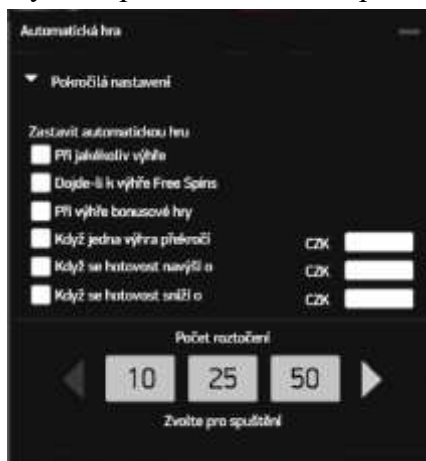 Automatická hra
Pokročilá nastavení
Zastavit automatickou hru
Při jakékoliv výhře
Dojde-li k výhře Free Spins
Při výhře bonusové hry
Když jedna výhra překročí CZK
Když se hotovost navýší o CZK
Když se hotovost sníží o CZK
Počet roztočení
10 25 50
Zvolte pro spuštění